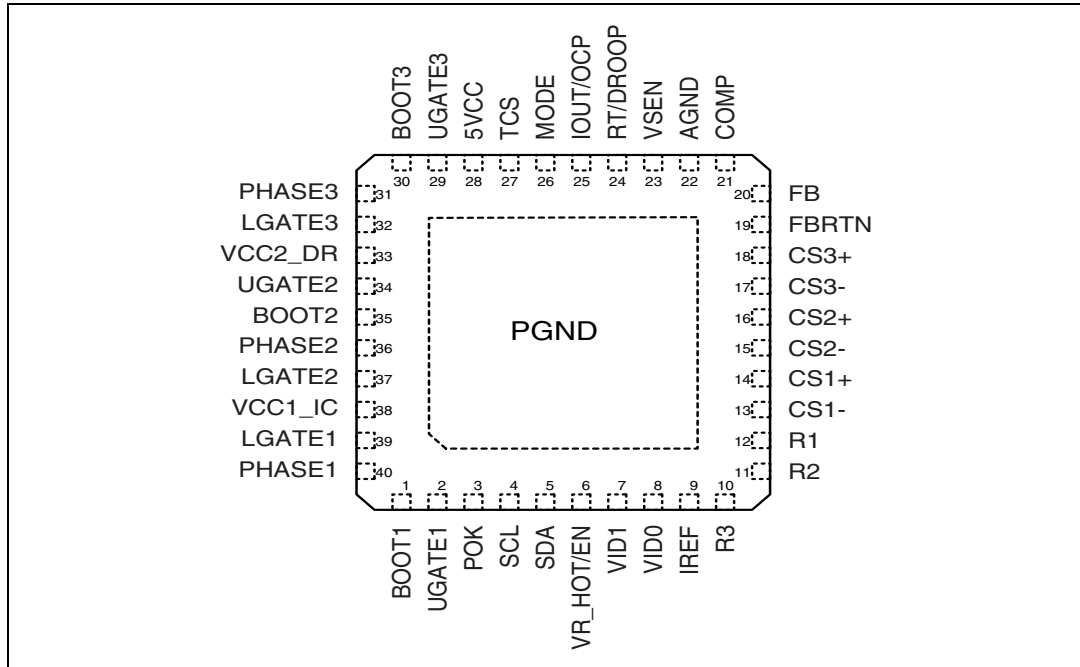 BOOT3
UGATE3
5VCC
TCS
MODE
IOUT/OCP
RT/DROOP
VSEN
AGND
COMP
30
29
28
27
26
25
24
23
22
21
PHASE3
31
LGATE3
32
VCC2_DR
33
UGATE2
34
BOOT2
35
PHASE2
36
LGATE2
37
VCC1_IC
38
LGATE1
39
PHASE1
40
PGND
20
FB
19
FBRTN
18
CS3+
17
CS3-
16
CS2+
15
CS2-
14
CS1+
13
CS1-
12
R1
11
R2
1
2
3
4
5
6
7
8
9
10
BOOT1
UGATE1
POK
SCL
SDA
VR_HOT/EN
VID1
VID0
IREF
R3